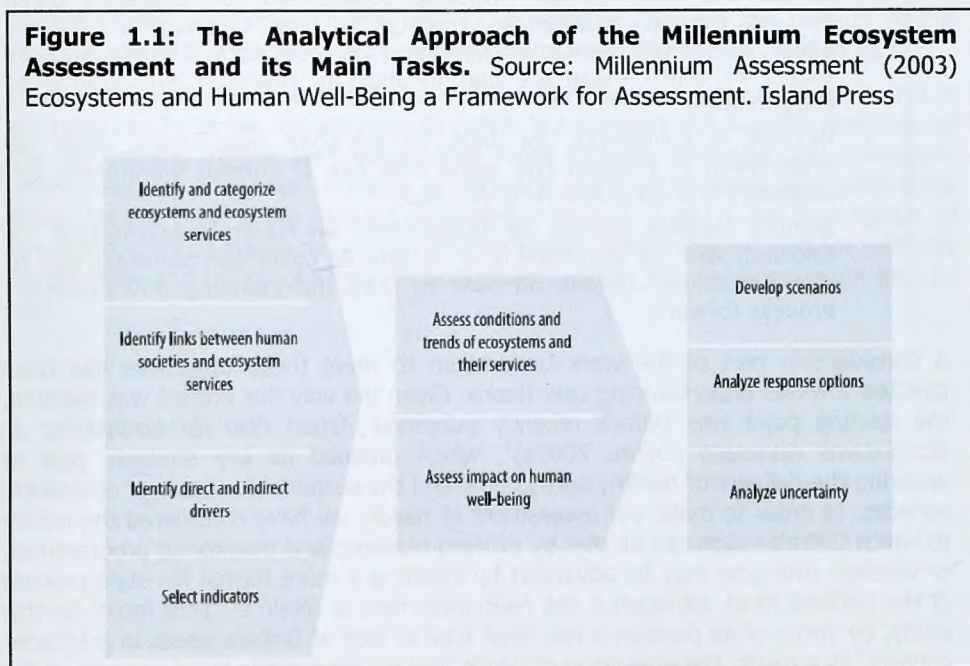 Figure 1.1: The Analytical Approach of the Millennium Ecosystem
Assessment and its Main Tasks. Source: Millennium Assessment (2003)
Ecosystems and Human Well-Being a Framework for Assessment. Island Press
Identify and categorize
ecosystems and ecosystem
services
Identify links between human
societies and ecosystem
services
Identify direct and indirect
drivers
Select indicators
Assess conditions and
trends of ecosystems and
their services
Assess impact on human
well-being
Develop scenarios
Analyze response options
Analyze uncertainty